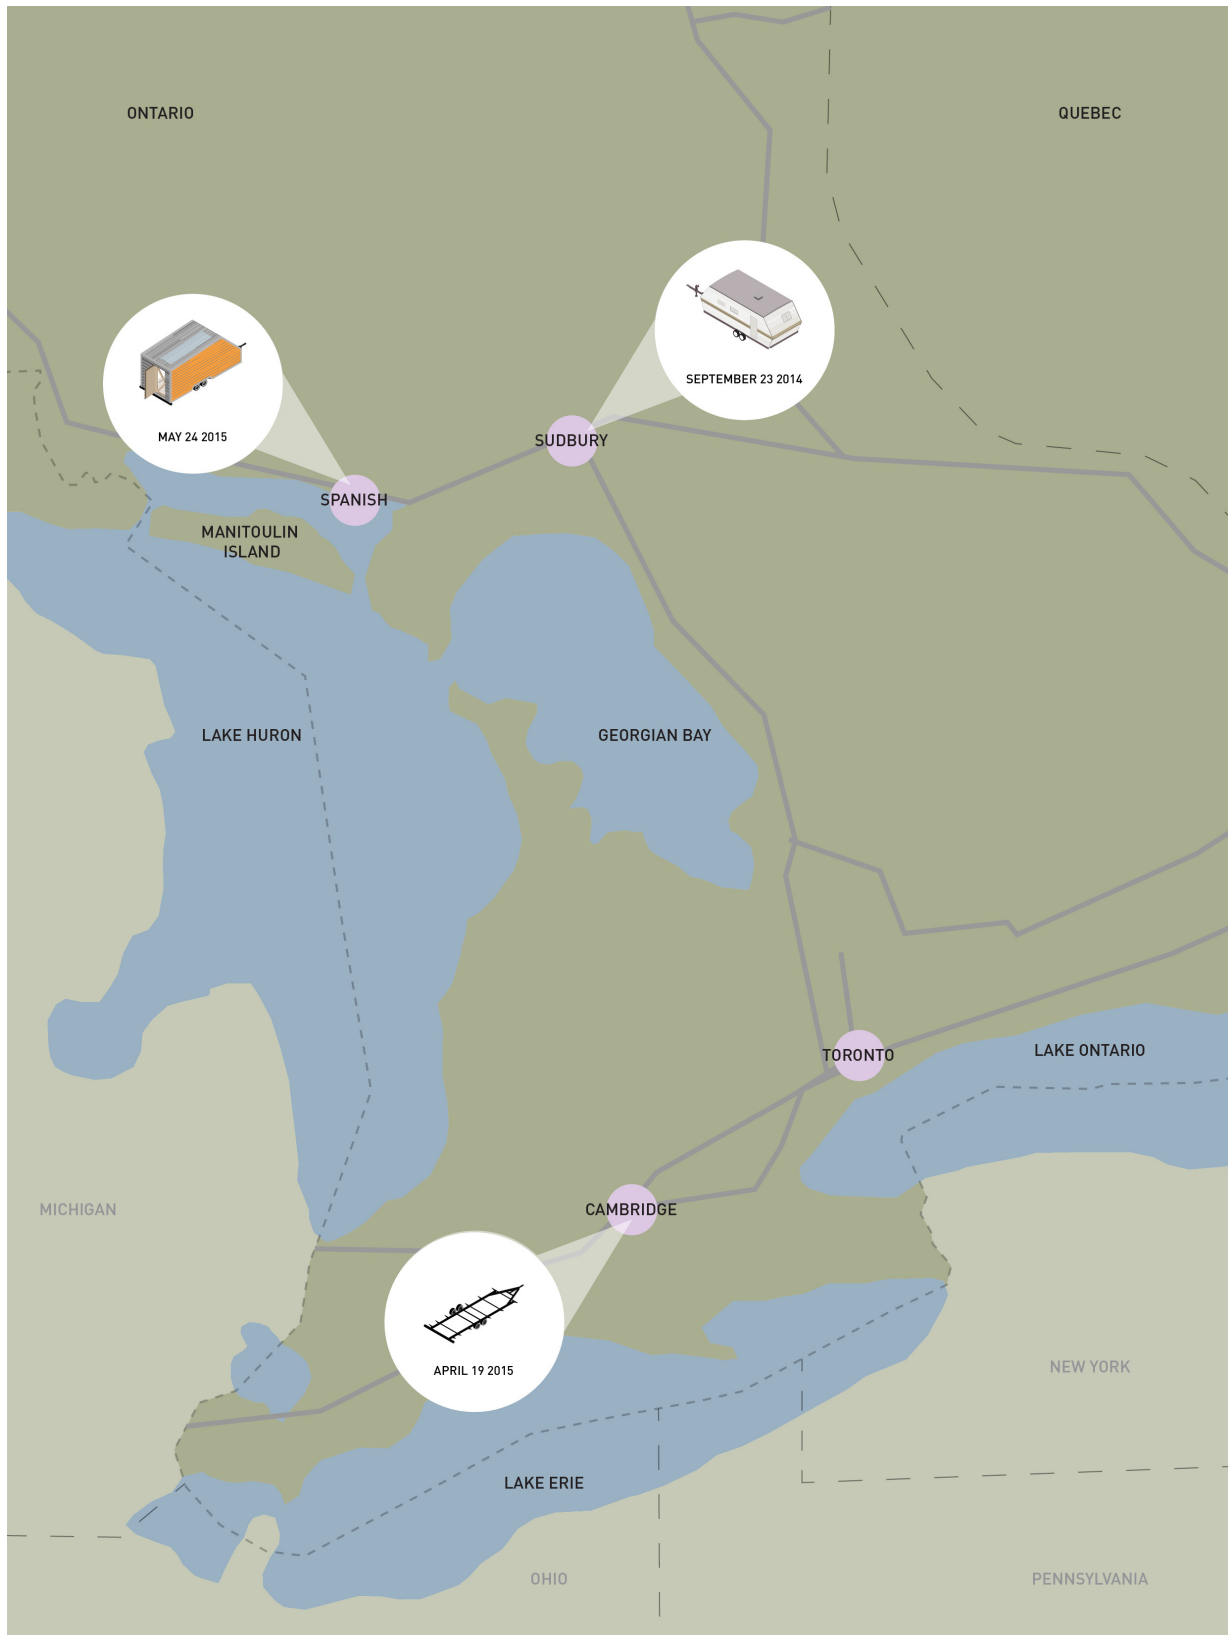 ONTARIO
QUEBEC
SEPTEMBER 23 2014
MAY 24 2015
SUDBURY
SPANISH
MANITOULIN
ISLAND
LAKE HURON
GEORGIAN BAY
TORONTO
LAKE ONTARIO
MICHIGAN
CAMBRIDGE
APRIL 19 2015
NEW YORK
LAKE ERIE
OHIO
PENNSYLVANIA